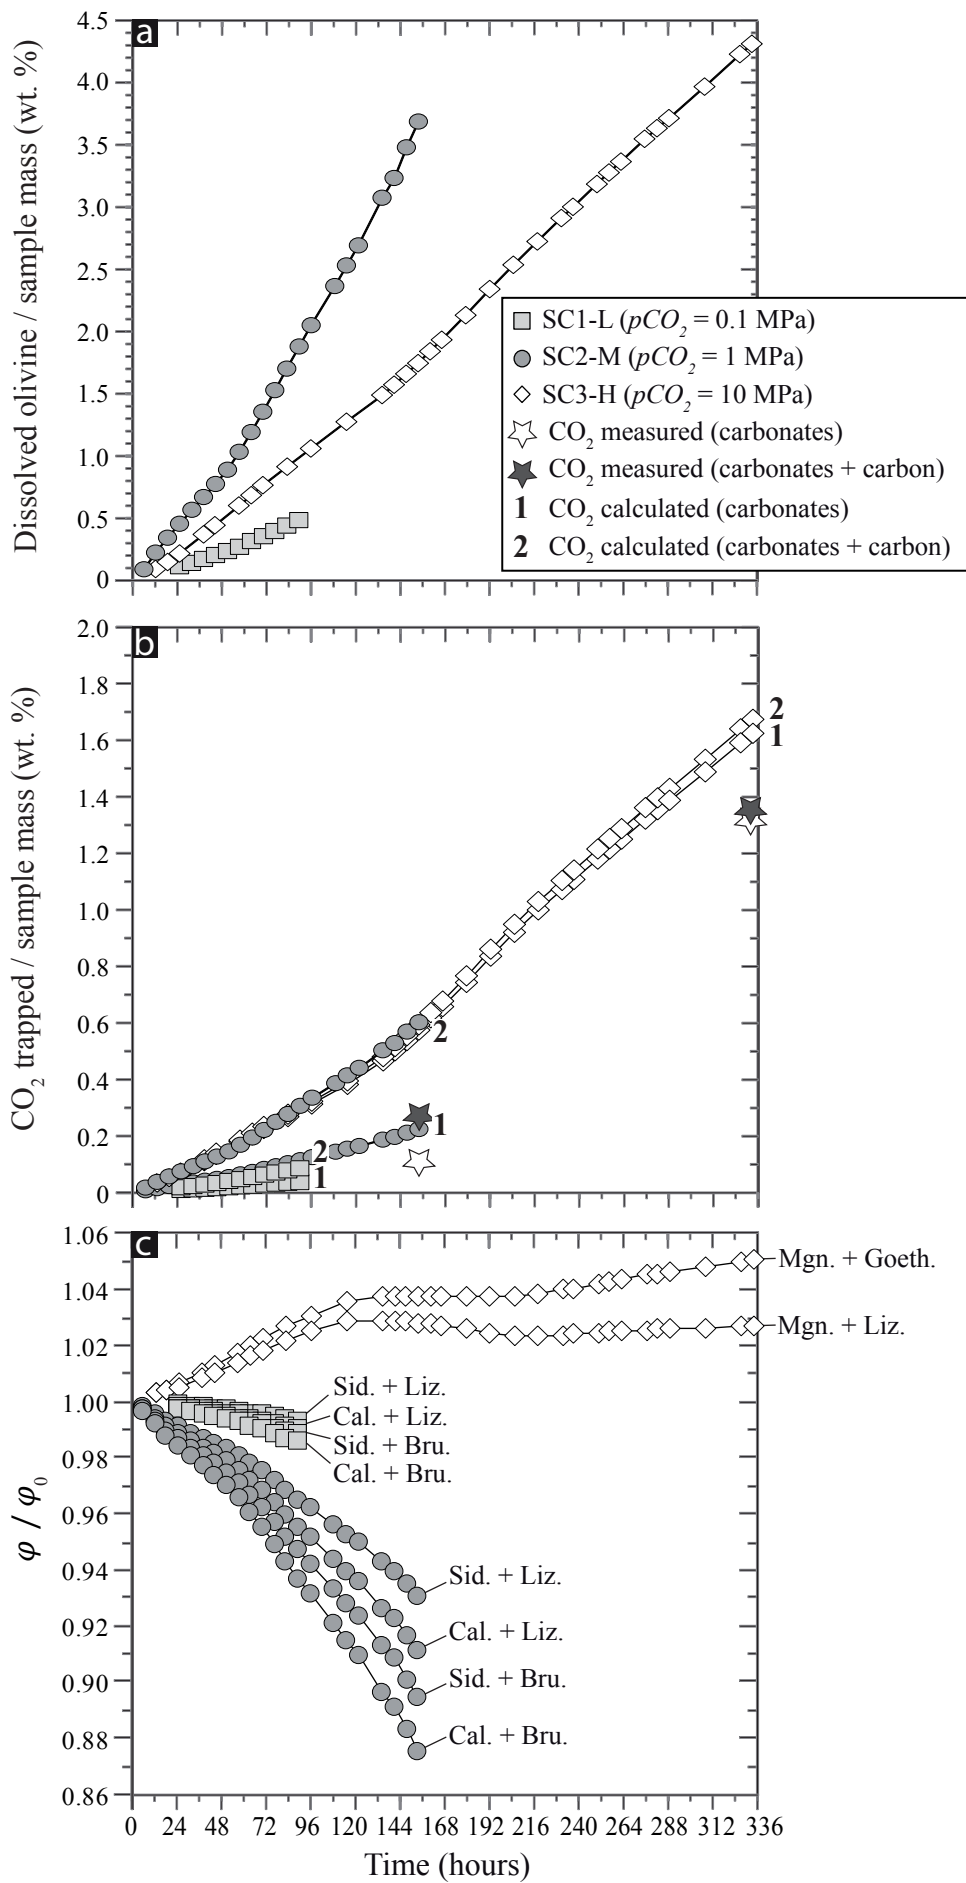 a
4.5
4.0
3.5
3.0
2.5
2.0
1.5
1.0
0.5
0
Dissolved olivine / sample mass (wt. %)
SC1-L (pCO2 = 0.1 MPa)
SC2-M (pCO2 = 1 MPa)
SC3-H (pCO2 = 10 MPa)
CO2 measured (carbonates)
CO2 measured (carbonates + carbon)
1 CO2 calculated (carbonates)
2 CO2 calculated (carbonates + carbon)
b
2.0
1.8
1.6
1.4
1.2
1.0
0.8
0.6
0.4
0.2
0
CO2 trapped / sample mass (wt. %)
2
1
2
1
2
1
c
1.06
1.04
1.02
1.00
0.98
0.96
0.94
0.92
0.90
0.88
0.86
φ / φ0
Mgn. + Goeth.
Mgn. + Liz.
Sid. + Liz.
Cal. + Liz.
Sid. + Bru.
Cal. + Bru.
Sid. + Liz.
Cal. + Liz.
Sid. + Bru.
Cal. + Bru.
0 24 48 72 96 120 144 168 192 216 240 264 288 312 336
Time (hours)